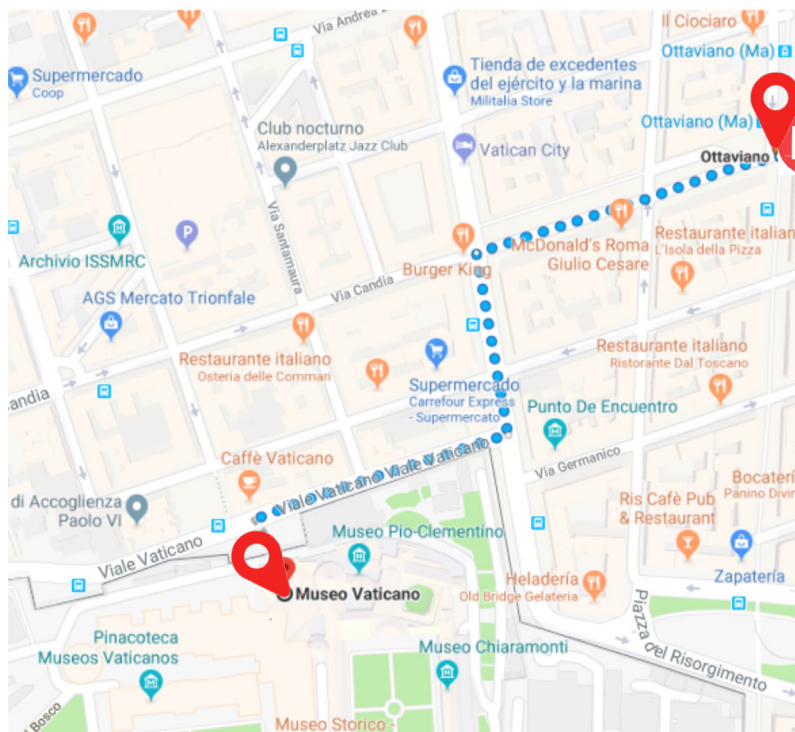 Via Andrea
Il Ciociaro
Ottaviano (Ma)
Supermercado
Coop
Tienda de excedentes
del ejército y la marina
Militalia Store
Ottaviano (Ma)
Club nocturno
Alexanderplatz Jazz Club
Vatican City
Ottaviano
P
Via Santamaura
Archivio ISSMRC
McDonald's Roma
Giulio Cesare
Restaurante italian
L'Isola della Pizza
Burger King
Via Candia
AGS Mercato Trionfale
Restaurante italiano
Osteria delle Commari
Restaurante italiano
Ristorante Dal Toscano
Supermercado
Carrefour Express
- Supermercato
andia
Punto De Encuentro
Viale Vaticano Viale Vaticano
Caffè Vaticano
Via Germanico
di Accoglienza
Paolo VI
Bocatería
Panino Divin
Ris Cafè Pub
& Restaurant
Viale Vaticano
Museo Pio-Clementino
Museo Vaticano
Heladería
Old Bridge Gelateria
Zapatería
Pinacoteca
Museos Vaticanos
Museo Chiaramonti
Piazza del Risorgimento
l Bosco
Museo Storico -